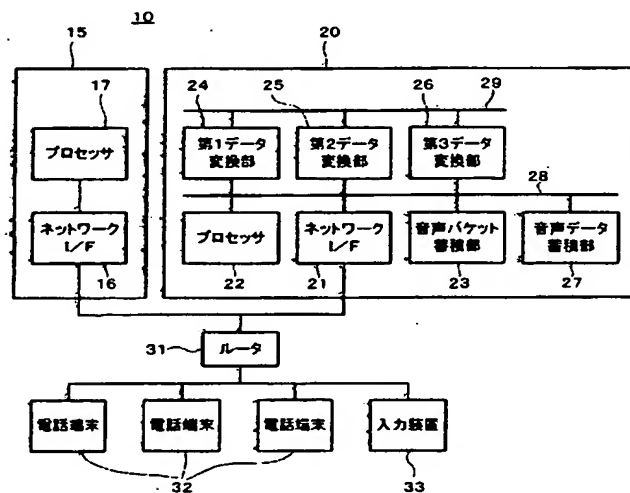 10
15
20
17
24
25
26
29
プロセッサ
第1データ
変換部
第2データ
変換部
第3データ
変換部
28
ネットワーク
I/F
プロセッサ
ネットワーク
I/F
音声パケット
蓄積部
音声データ
蓄積部
16
22
21
23
27
31
ルータ
電話端末
電話端末
電話端末
入力装置
32
33